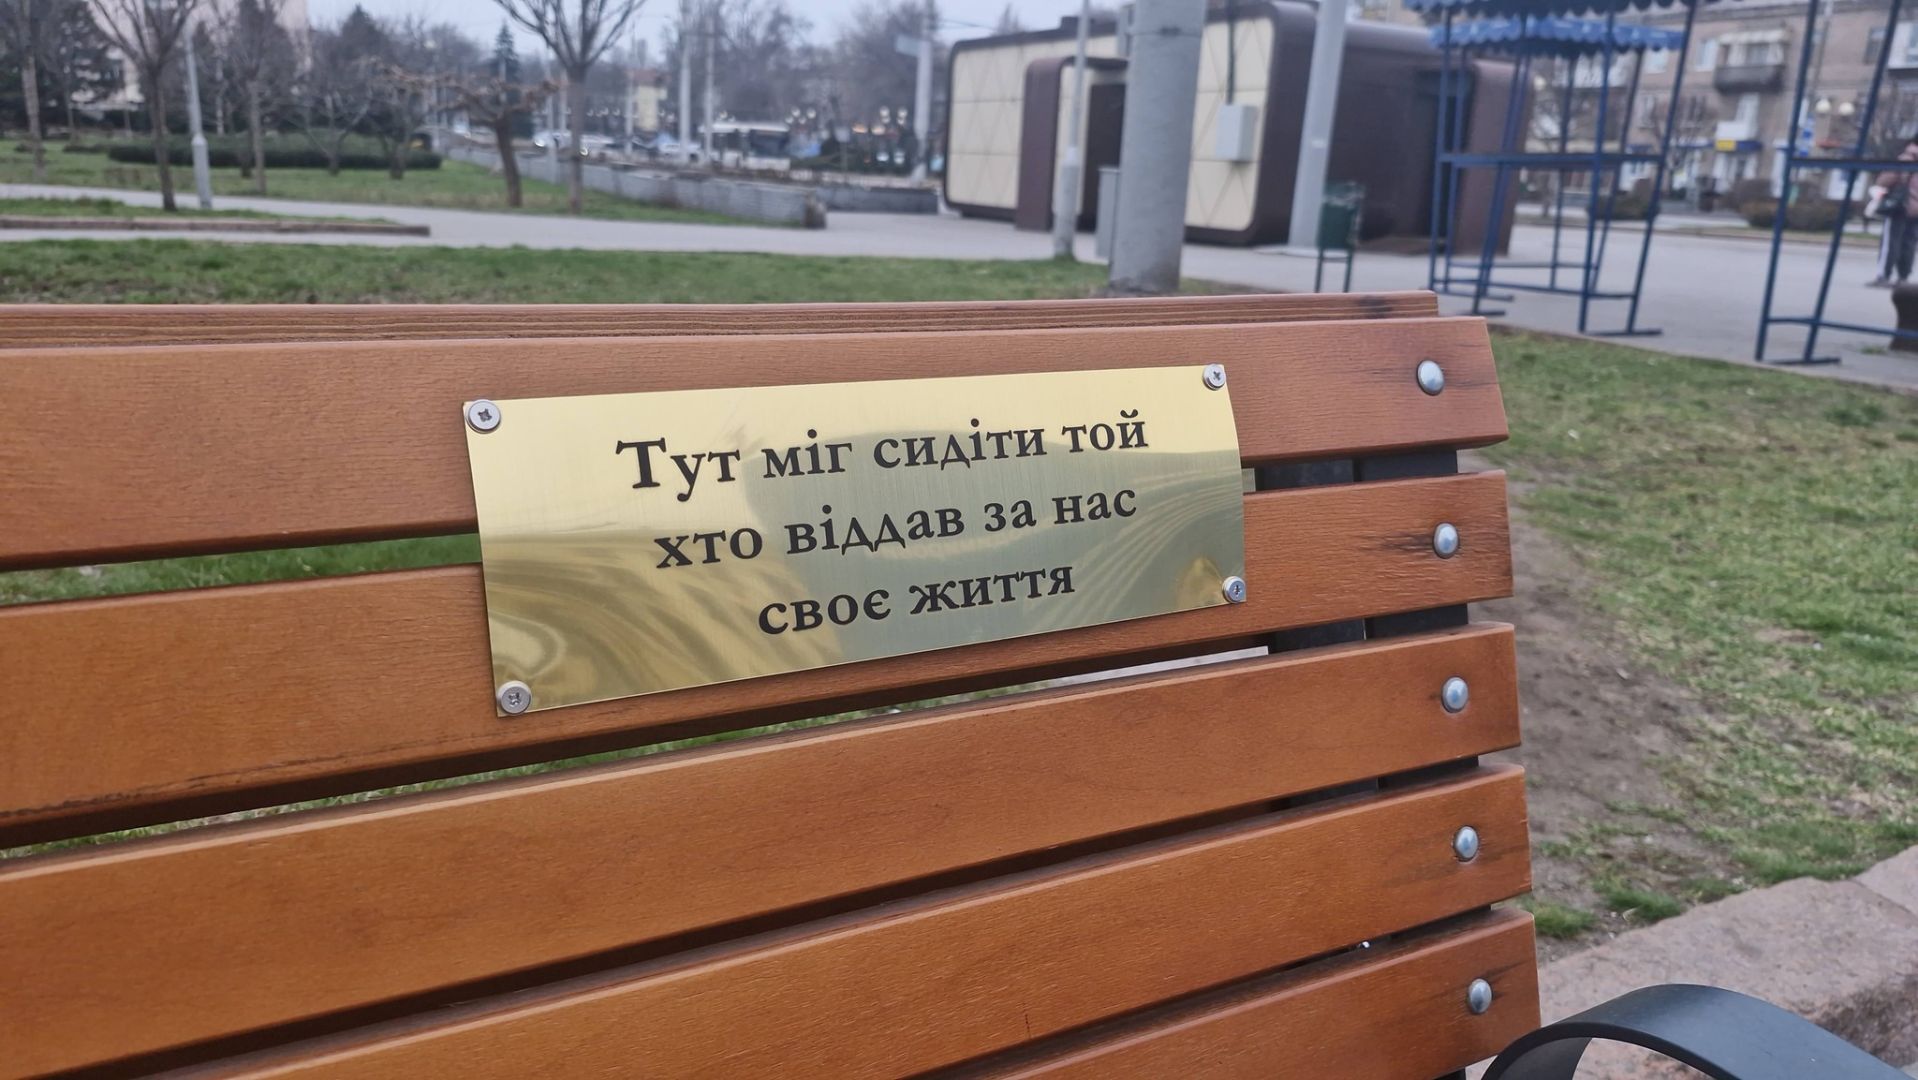 Тут міг сидіти той
хто віддав за нас
своє життя